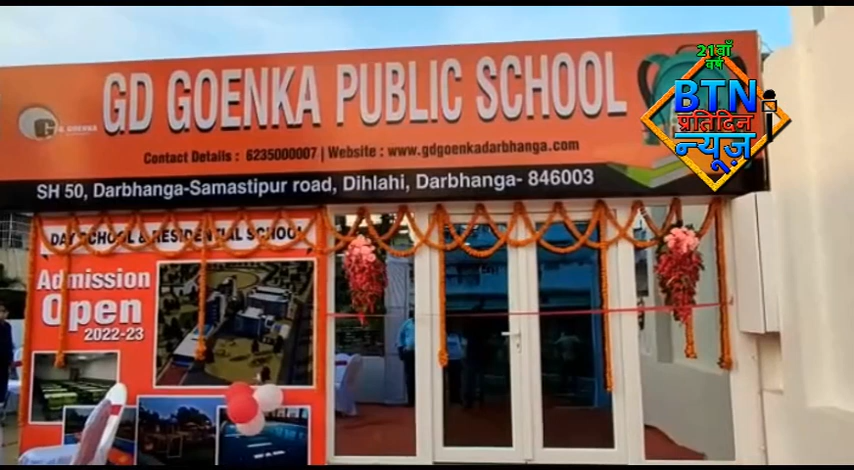 GD GOENKA PUBLIC SCHOOL
G.D. GOENKA
Contact Details : 6235000007 | Website : www.gdgoenkadarbhanga.com
SH 50, Darbhanga-Samastipur road, Dihlahi, Darbhanga- 846003
DAY SCHOOL & RESIDENTIAL SCHOOL
Admission
Open
2022-23
21वाँ
वर्ष
BTN
प्रतिदिन
न्यूज़